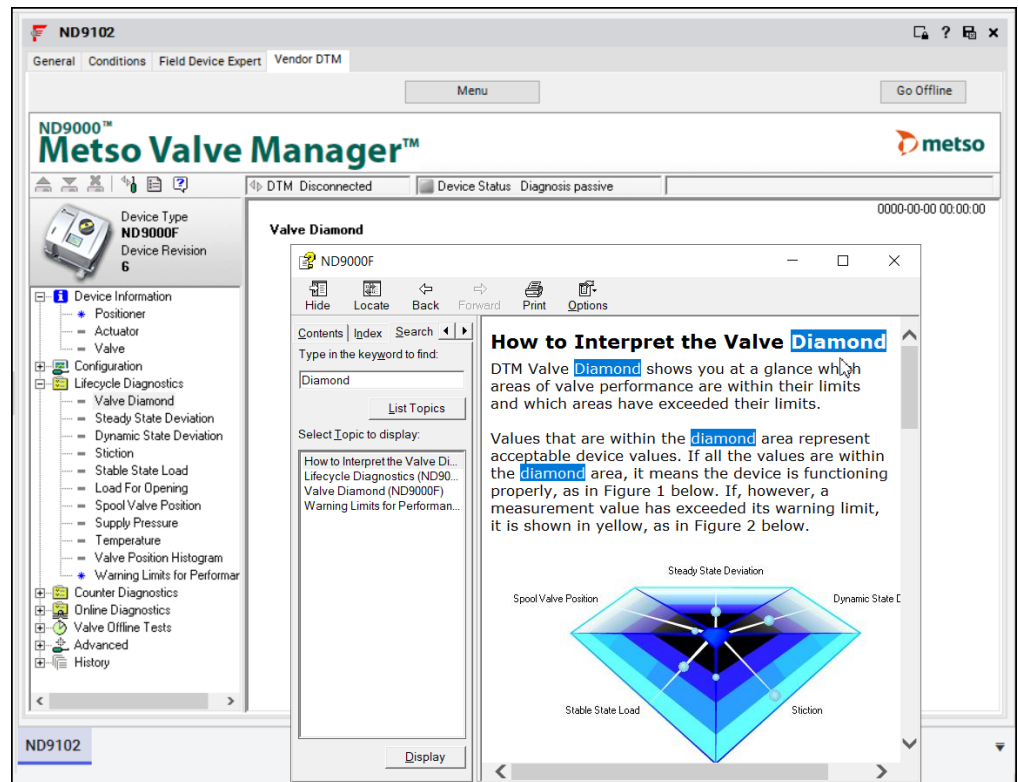 ND9102
General Conditions Field Device Expert Vendor DTM
Menu
Go Offline
ND9000™
Metso Valve Manager™
metso
DTM Disconnected
Device Status Diagnosis passive
0000-00-00 00:00:00
Device Type
ND9000F
Device Revision
6
Device Information
Positioner
Actuator
Valve
Configuration
Lifecycle Diagnostics
Valve Diamond
Steady State Deviation
Dynamic State Deviation
Stiction
Stable State Load
Load For Opening
Spool Valve Position
Supply Pressure
Temperature
Valve Position Histogram
Warning Limits for Performar
Counter Diagnostics
Online Diagnostics
Valve Offline Tests
Advanced
History
Valve Diamond
ND9000F
Hide Locate Back Forward Print Options
Contents Index Search
Type in the keyword to find:
Diamond
List Topics
Select Topic to display:
How to Interpret the Valve Di...
Lifecycle Diagnostics (ND90...
Valve Diamond (ND9000F)
Warning Limits for Performan...
Display
How to Interpret the Valve Diamond
DTM Valve Diamond shows you at a glance which
areas of valve performance are within their limits
and which areas have exceeded their limits.
Values that are within the diamond area represent
acceptable device values. If all the values are within
the diamond area, it means the device is functioning
properly, as in Figure 1 below. If, however, a
measurement value has exceeded its warning limit,
it is shown in yellow, as in Figure 2 below.
Steady State Deviation
Spool Valve Position
Dynamic State D
Stable State Load
Stiction
ND9102